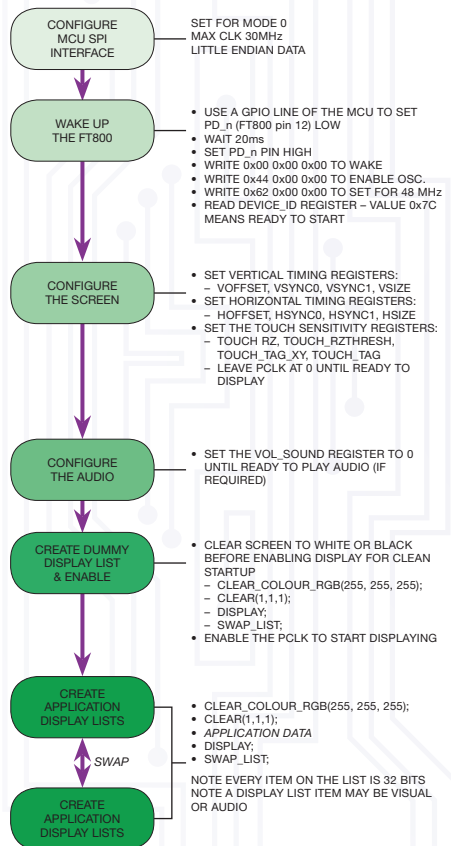 CONFIGURE
MCU SPI
INTERFACE
SET FOR MODE 0
MAX CLK 30MHz
LITTLE ENDIAN DATA
WAKE UP
THE FT800
• USE A GPIO LINE OF THE MCU TO SET
PD_n (FT800 pin 12) LOW
• WAIT 20ms
• SET PD_n PIN HIGH
• WRITE 0x00 0x00 0x00 TO WAKE
• WRITE 0x44 0x00 0x00 TO ENABLE OSC.
• WRITE 0x62 0x00 0x00 TO SET FOR 48 MHz
• READ DEVICE_ID REGISTER – VALUE 0x7C
MEANS READY TO START
CONFIGURE
THE SCREEN
• SET VERTICAL TIMING REGISTERS:
– VOFFSET, VSYNC0, VSYNC1, VSIZE
• SET HORIZONTAL TIMING REGISTERS:
– HOFFSET, HSYNC0, HSYNC1, HSIZE
• SET THE TOUCH SENSITIVITY REGISTERS:
– TOUCH RZ, TOUCH_RZTHRESH,
TOUCH_TAG_XY, TOUCH_TAG
– LEAVE PCLK AT 0 UNTIL READY TO
DISPLAY
CONFIGURE
THE AUDIO
• SET THE VOL_SOUND REGISTER TO 0
UNTIL READY TO PLAY AUDIO (IF
REQUIRED)
CREATE DUMMY
DISPLAY LIST
& ENABLE
• CLEAR SCREEN TO WHITE OR BLACK
BEFORE ENABLING DISPLAY FOR CLEAN
STARTUP
– CLEAR_COLOUR_RGB(255, 255, 255);
– CLEAR(1,1,1);
– DISPLAY;
– SWAP_LIST;
• ENABLE THE PCLK TO START DISPLAYING
CREATE
APPLICATION
DISPLAY LISTS
• CLEAR_COLOUR_RGB(255, 255, 255);
• CLEAR(1,1,1);
• APPLICATION DATA
• DISPLAY;
• SWAP_LIST;
SWAP
NOTE EVERY ITEM ON THE LIST IS 32 BITS
NOTE A DISPLAY LIST ITEM MAY BE VISUAL
OR AUDIO
CREATE
APPLICATION
DISPLAY LISTS